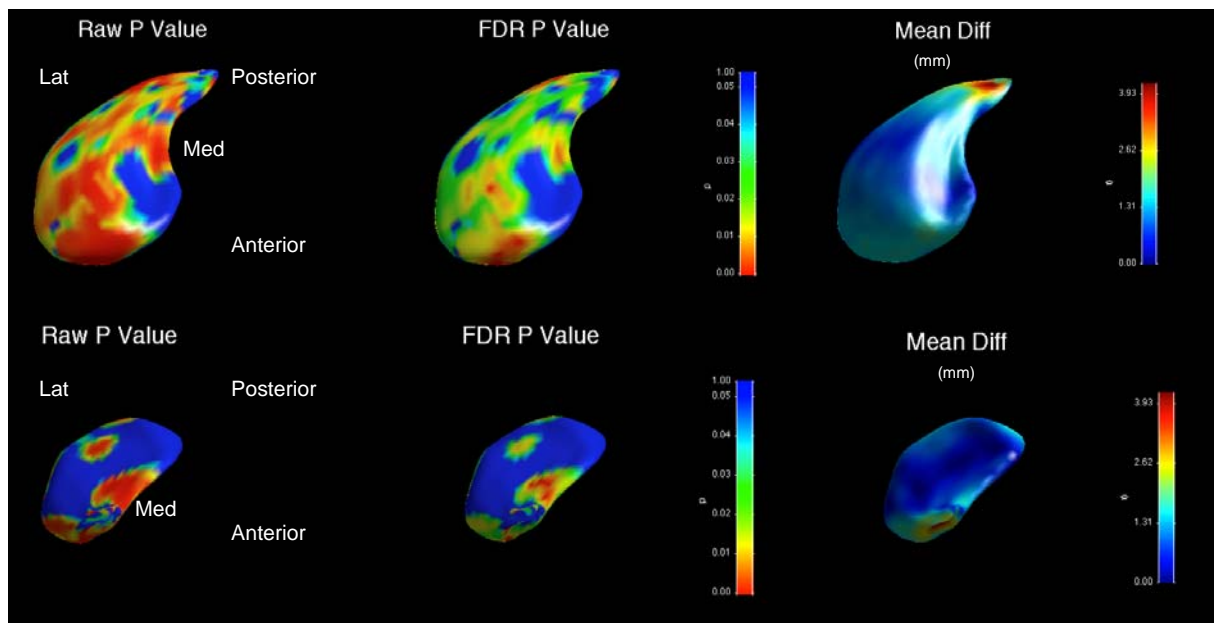 Raw P Value
FDR P Value
Mean Diff
(mm)
Lat
Posterior
Med
Anterior
1.00
0.05
0.04
0.03
0.02
0.01
0.00
p
3.93
2.62
1.31
0.00
Raw P Value
FDR P Value
Mean Diff
(mm)
Lat
Posterior
Med
Anterior
1.00
0.05
0.04
0.03
0.02
0.01
0.00
p
3.93
2.62
1.31
0.00